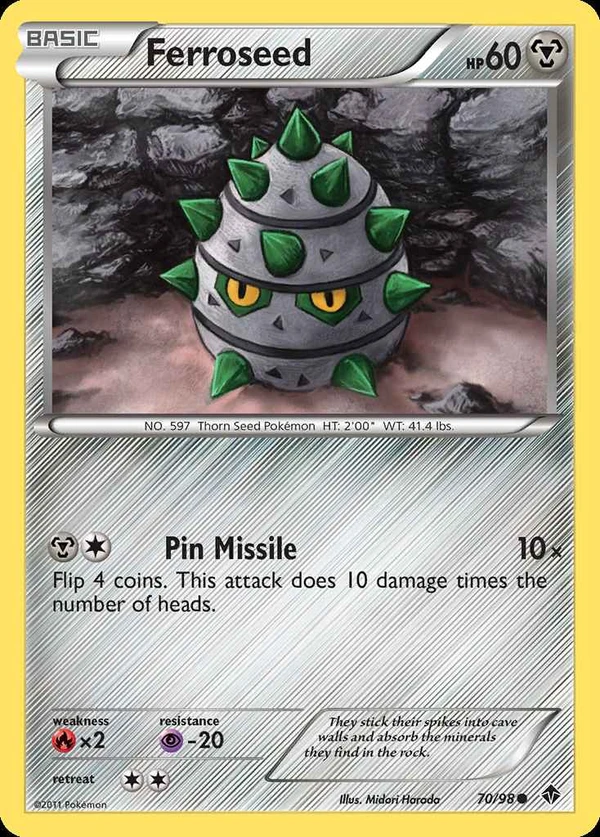 BASIC
Ferroseed
HP60
NO. 597 Thorn Seed Pokémon HT: 2'00" WT: 41.4 lbs.
Pin Missile 10×
Flip 4 coins. This attack does 10 damage times the
number of heads.
weakness resistance
×2 -20
They stick their spikes into cave
walls and absorb the minerals
they find in the rock.
retreat
©2011 Pokémon
Illus. Midori Harada 70/98